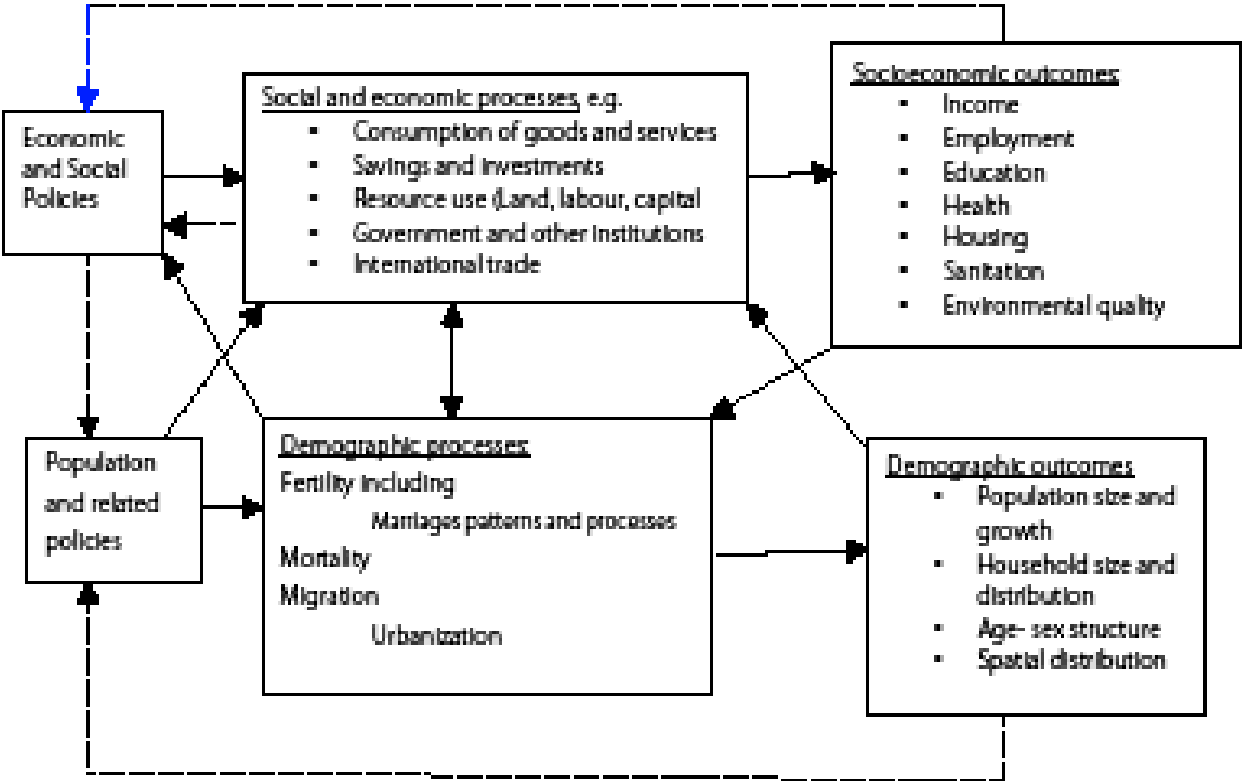 Economic
and Social
Policies
Social and economic processes, e.g.
▪ Consumption of goods and services
▪ Savings and investments
▪ Resource use (Land, labour, capital
▪ Government and other institutions
▪ International trade
Socioeconomic outcomes
▪ Income
▪ Employment
▪ Education
▪ Health
▪ Housing
▪ Sanitation
▪ Environmental quality
Population
and related
policies
Demographic processes
Fertility including
Marriages patterns and processes
Mortality
Migration
Urbanization
Demographic outcomes
▪ Population size and
growth
▪ Household size and
distribution
▪ Age- sex structure
▪ Spatial distribution